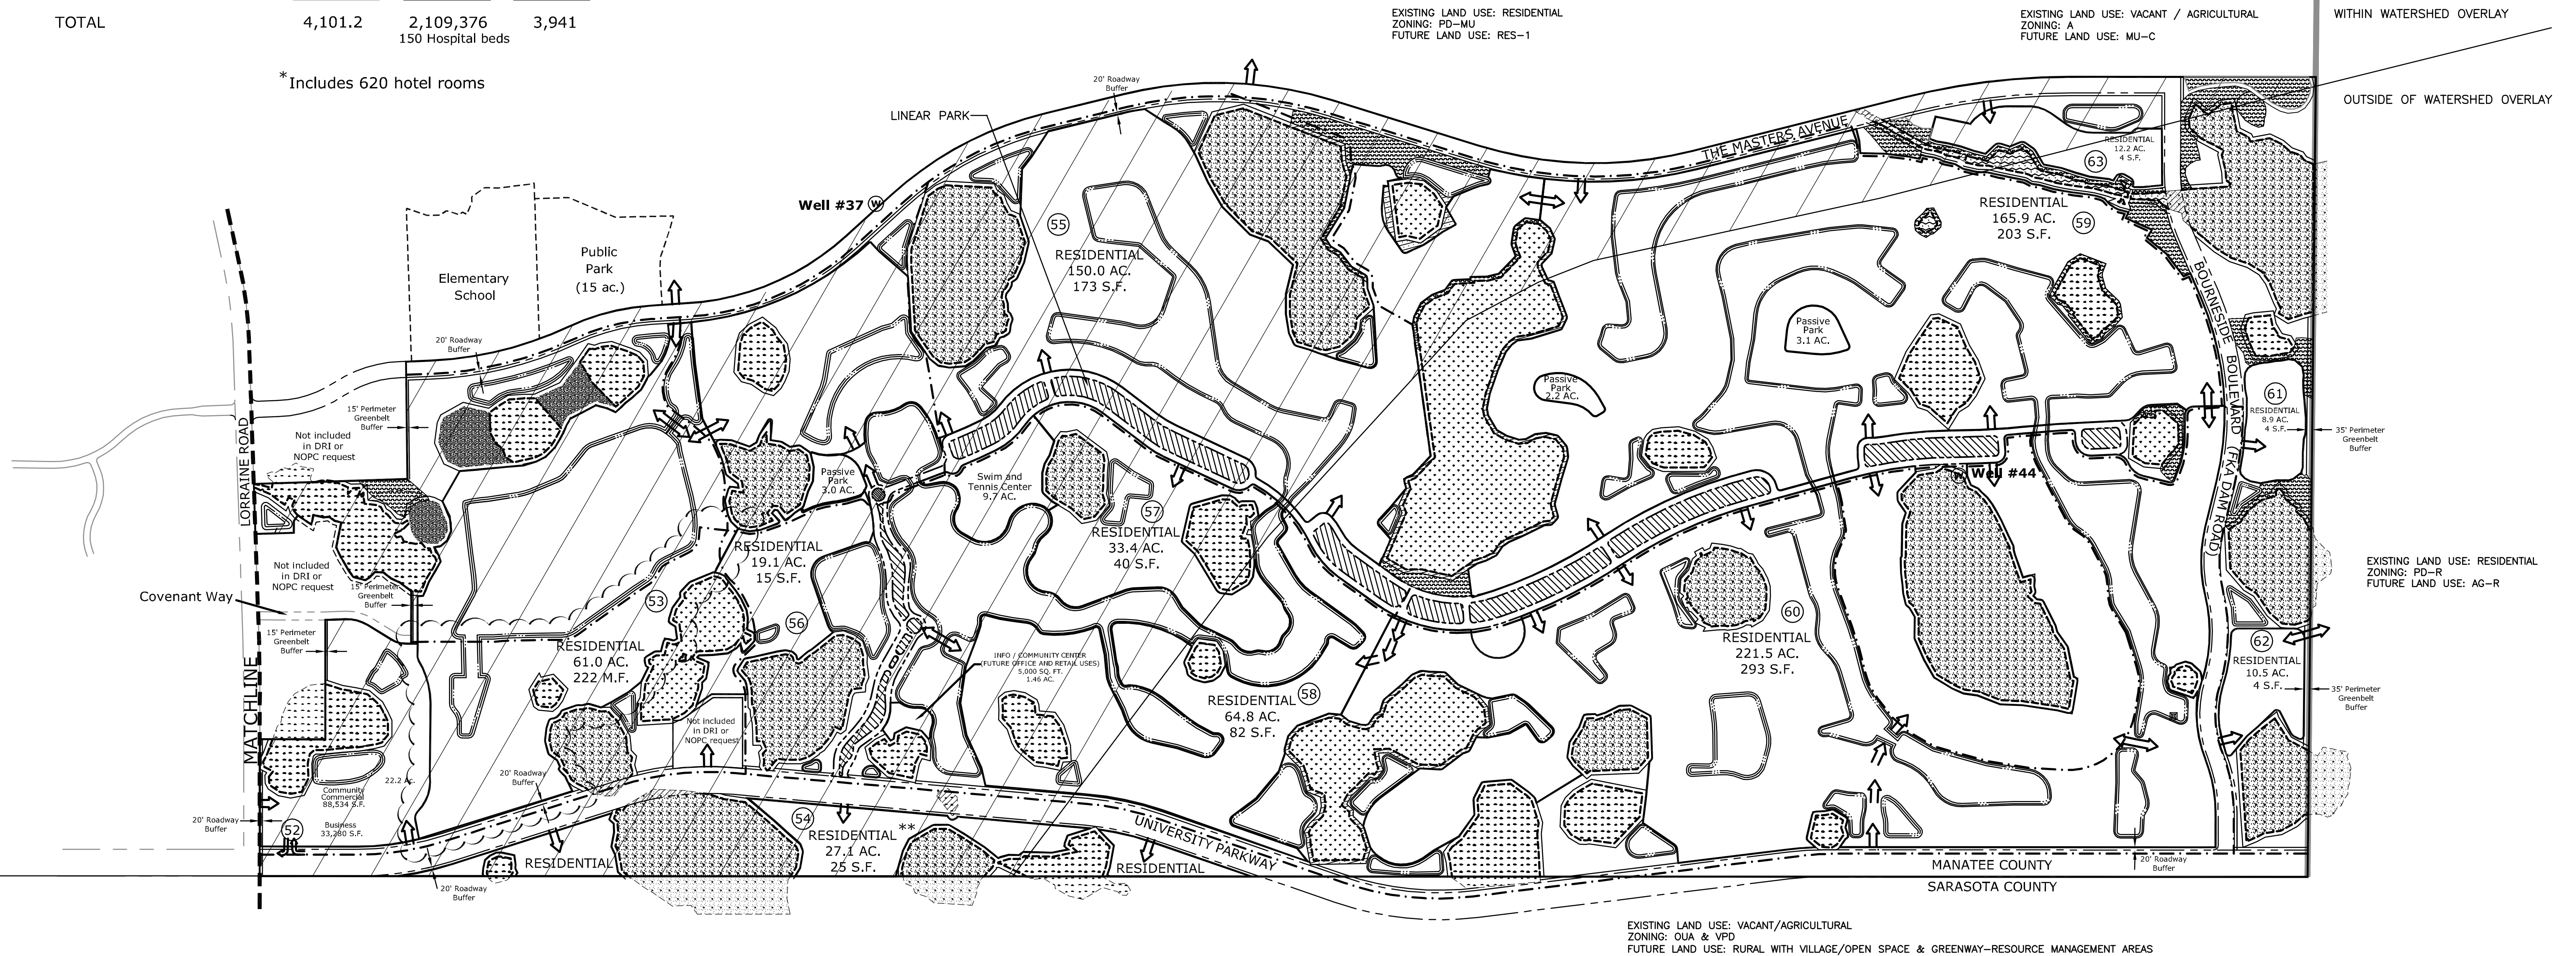 TOTAL 4,101.2 2,109,376 3,941
150 Hospital beds
*Includes 620 hotel rooms
EXISTING LAND USE: RESIDENTIAL
ZONING: PD-MU
FUTURE LAND USE: RES-1
EXISTING LAND USE: VACANT / AGRICULTURAL
ZONING: A
FUTURE LAND USE: MU-C
WITHIN WATERSHED OVERLAY
OUTSIDE OF WATERSHED OVERLAY
20' Roadway
Buffer
LINEAR PARK
THE MASTERS AVENUE
RESIDENTIAL
12.2 AC.
4 S.F.
63
Well #37 W
55
RESIDENTIAL
150.0 AC.
173 S.F.
RESIDENTIAL
165.9 AC.
203 S.F.
59
Elementary
School
Public
Park
(15 ac.)
BOURNESIDE BOULEVARD (FKA DAM ROAD)
20' Roadway
Buffer
Passive
Park
3.1 AC.
Passive
Park
2.2 AC.
61
RESIDENTIAL
8.9 AC.
4 S.F.
35' Perimeter
Greenbelt
Buffer
15' Perimeter
Greenbelt
Buffer
LORRAINE ROAD
Not included
in DRI or
NOPC request
Passive
Park
3.0 AC.
Swim and
Tennis Center
9.7 AC.
W Well #44
57
RESIDENTIAL
33.4 AC.
40 S.F.
RESIDENTIAL
19.1 AC.
15 S.F.
Not included
in DRI or
NOPC request
15' Perimeter
Greenbelt
Buffer
Covenant Way
53
56
60
RESIDENTIAL
221.5 AC.
293 S.F.
EXISTING LAND USE: RESIDENTIAL
ZONING: PD-R
FUTURE LAND USE: AG-R
15' Perimeter
Greenbelt
Buffer
RESIDENTIAL
61.0 AC.
222 M.F.
INFO / COMMUNITY CENTER
(FUTURE OFFICE AND RETAIL USES)
5,000 SQ. FT.
1.46 AC.
62
RESIDENTIAL
10.5 AC.
4 S.F.
35' Perimeter
Greenbelt
Buffer
MATCHLINE
RESIDENTIAL 58
64.8 AC.
82 S.F.
Not included
in DRI or
NOPC request
20' Roadway
Buffer
22.2 AC.
Community
Commercial
88,534 S.F.
Business
33,280 S.F.
20' Roadway
Buffer
52
54
RESIDENTIAL **
27.1 AC.
25 S.F.
RESIDENTIAL
UNIVERSITY PARKWAY
RESIDENTIAL
20' Roadway
Buffer
MANATEE COUNTY
SARASOTA COUNTY
20' Roadway
Buffer
EXISTING LAND USE: VACANT/AGRICULTURAL
ZONING: OUA & VPD
FUTURE LAND USE: RURAL WITH VILLAGE/OPEN SPACE & GREENWAY-RESOURCE MANAGEMENT AREAS